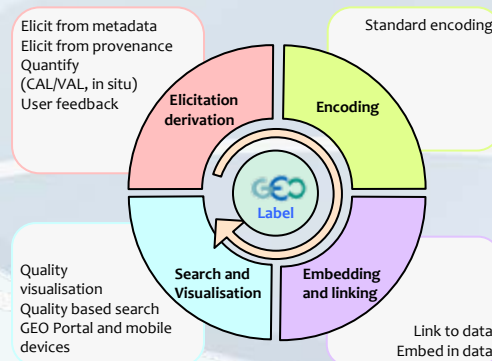 Elicit from metadata
Elicit from provenance
Quantify
(CAL/VAL, in situ)
User feedback
Standard encoding
Elicitation
derivation
Encoding
GEO
Label
Search and
Visualisation
Embedding
and linking
Quality
visualisation
Quality based search
GEO Portal and mobile
devices
Link to data
Embed in data